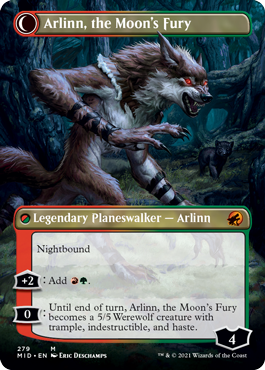 Arlinn, the Moon's Fury
Legendary Planeswalker — Arlinn
Nightbound
+2: Add
0: Until end of turn, Arlinn, the Moon's Fury
becomes a 5/5 Werewolf creature with
trample, indestructible, and haste.
4
279 M
MID • EN Eric Deschamps
™ & © 2021 Wizards of the Coast